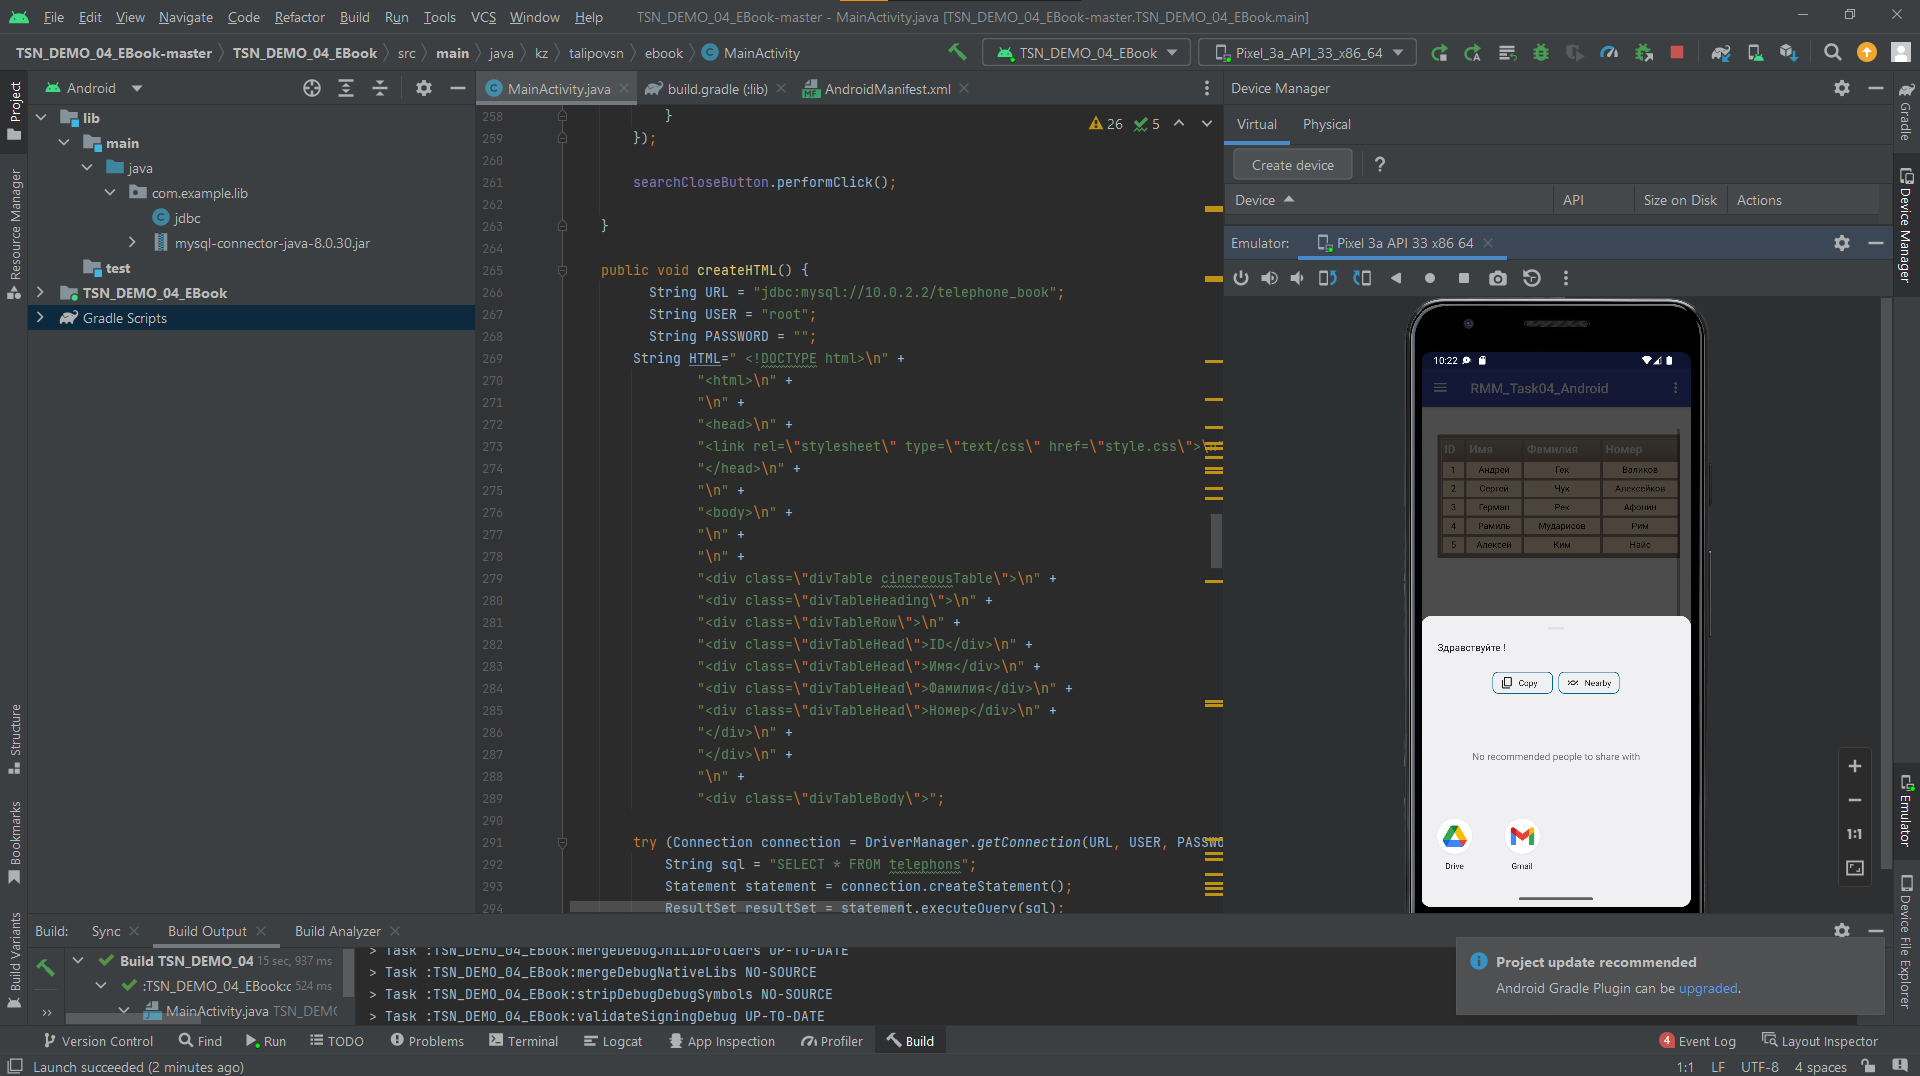 File Edit View Navigate Code Refactor Build Run Tools VCS Window Help TSN_DEMO_04_EBook-master - MainActivity.java [TSN_DEMO_04_EBook-master.TSN_DEMO_04_EBook.main]
TSN_DEMO_04_EBook-master TSN_DEMO_04_EBook src main java kz talipovsn ebook MainActivity TSN_DEMO_04_EBook Pixel_3a_API_33_x86_64
Project
Resource Manager
Structure
Bookmarks
Build Variants
Android
lib
main
java
com.example.lib
jdbc
mysql-connector-java-8.0.30.jar
test
TSN_DEMO_04_EBook
Gradle Scripts
MainActivity.java build.gradle (:lib) AndroidManifest.xml
26 5
258 }
259 });
260
261 searchCloseButton.performClick();
262
263 }
264
265 public void createHTML() {
266 String URL = "jdbc:mysql://10.0.2.2/telephone_book";
267 String USER = "root";
268 String PASSWORD = "";
269 String HTML=" <!DOCTYPE html>\n" +
270 "<html>\n" +
271 "\n" +
272 "<head>\n" +
273 "<link rel=\"stylesheet\" type=\"text/css\" href=\"style.css\">\n"
274 "</head>\n" +
275 "\n" +
276 "<body>\n" +
277 "\n" +
278 "\n" +
279 "<div class=\"divTable cinereousTable\">\n" +
280 "<div class=\"divTableHeading\">\n" +
281 "<div class=\"divTableRow\">\n" +
282 "<div class=\"divTableHead\">ID</div>\n" +
283 "<div class=\"divTableHead\">Имя</div>\n" +
284 "<div class=\"divTableHead\">Фамилия</div>\n" +
285 "<div class=\"divTableHead\">Номер</div>\n" +
286 "</div>\n" +
287 "</div>\n" +
288 "\n" +
289 "<div class=\"divTableBody\">";
290
291 try (Connection connection = DriverManager.getConnection(URL, USER, PASSWO
292 String sql = "SELECT * FROM telephons";
293 Statement statement = connection.createStatement();
294 ResultSet resultSet = statement.executeQuery(sql);
Device Manager
Virtual Physical
Create device ?
Device API Size on Disk Actions
Emulator: Pixel 3a API 33 x86 64
10:22
RMM_Task04_Android
ID Имя Фамилия Номер
1 Андрей Гек Валиков
2 Сергей Чук Алексейков
3 Герман Рек Афонин
4 Рамиль Мударисов Рим
5 Алексей Ким Найс
Здравствуйте !
Copy Nearby
No recommended people to share with
Drive Gmail
1:1
Gradle
Device Manager
Emulator
Device File Explorer
Build: Sync Build Output Build Analyzer
Build TSN_DEMO_04 15 sec, 937 ms
:TSN_DEMO_04_EBook:c 524 ms
MainActivity.java TSN_DEMO
> Task :TSN_DEMO_04_EBook:mergeDebugJniLibFolders UP-TO-DATE
> Task :TSN_DEMO_04_EBook:mergeDebugNativeLibs NO-SOURCE
> Task :TSN_DEMO_04_EBook:stripDebugDebugSymbols NO-SOURCE
> Task :TSN_DEMO_04_EBook:validateSigningDebug UP-TO-DATE
Project update recommended
Android Gradle Plugin can be upgraded.
Version Control Find Run TODO Problems Terminal Logcat App Inspection Profiler Build 4 Event Log Layout Inspector
Launch succeeded (2 minutes ago) 1:1 LF UTF-8 4 spaces